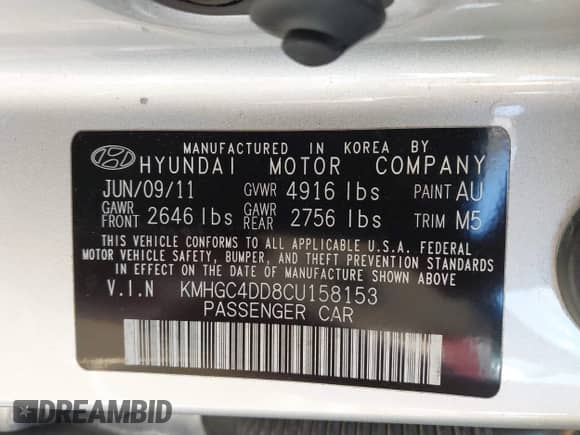 MANUFACTURED IN KOREA BY
HYUNDAI MOTOR COMPANY
JUN/09/11 GVWR 4916 lbs PAINT AU
GAWR FRONT 2646 lbs GAWR REAR 2756 lbs TRIM M5
THIS VEHICLE CONFORMS TO ALL APPLICABLE U.S.A. FEDERAL
MOTOR VEHICLE SAFETY, BUMPER, AND THEFT PREVENTION STANDARDS
IN EFFECT ON THE DATE OF MANUFACTURE SHOWN ABOVE
V.I.N KMHGC4DD8CU158153
PASSENGER CAR
DREAMBID